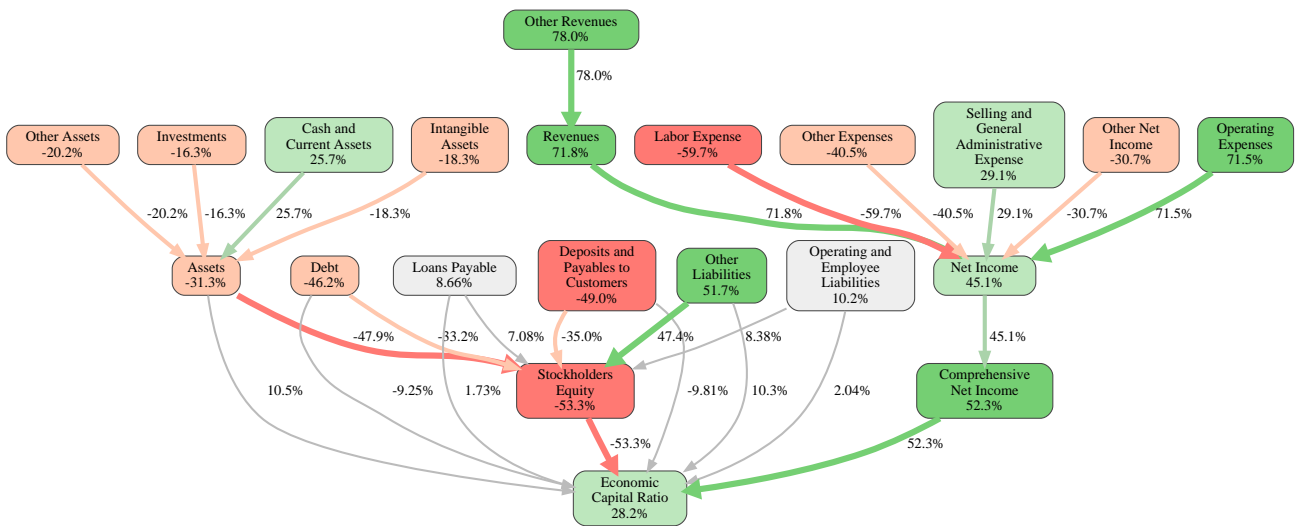 Other Revenues
78.0%
78.0%
Other Assets
-20.2%
Investments
-16.3%
Cash and
Current Assets
25.7%
Intangible
Assets
-18.3%
Revenues
71.8%
Labor Expense
-59.7%
Other Expenses
-40.5%
Selling and
General
Administrative
Expense
29.1%
Other Net
Income
-30.7%
Operating
Expenses
71.5%
-20.2%
-16.3%
25.7%
-18.3%
71.8%
-59.7%
-40.5%
29.1%
-30.7%
71.5%
Assets
-31.3%
Debt
-46.2%
Loans Payable
8.66%
Deposits and
Payables to
Customers
-49.0%
Other
Liabilities
51.7%
Operating and
Employee
Liabilities
10.2%
Net Income
45.1%
-47.9%
-33.2%
7.08%
-35.0%
47.4%
8.38%
45.1%
Stockholders
Equity
-53.3%
Comprehensive
Net Income
52.3%
10.5%
-9.25%
1.73%
-9.81%
10.3%
2.04%
-53.3%
52.3%
Economic
Capital Ratio
28.2%